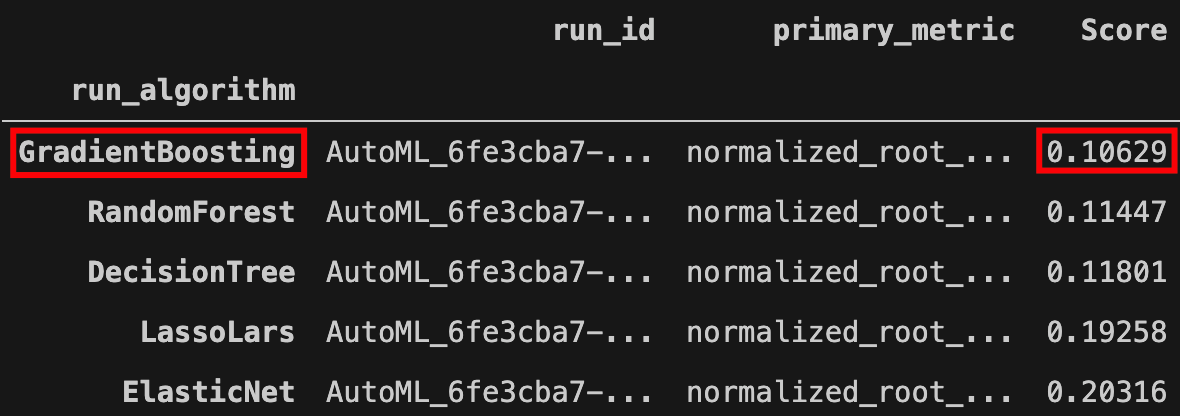 run_id primary_metric Score
run_algorithm
GradientBoosting AutoML_6fe3cba7-... normalized_root_... 0.10629
RandomForest AutoML_6fe3cba7-... normalized_root_... 0.11447
DecisionTree AutoML_6fe3cba7-... normalized_root_... 0.11801
LassoLars AutoML_6fe3cba7-... normalized_root_... 0.19258
ElasticNet AutoML_6fe3cba7-... normalized_root_... 0.20316